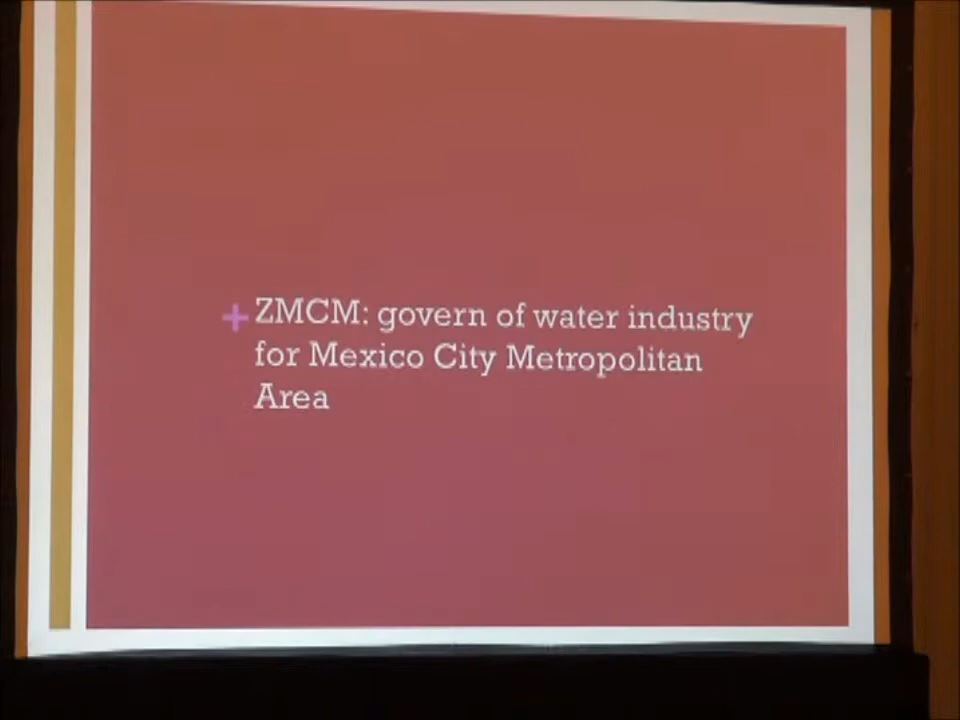 + ZMCM: govern of water industry
for Mexico City Metropolitan
Area